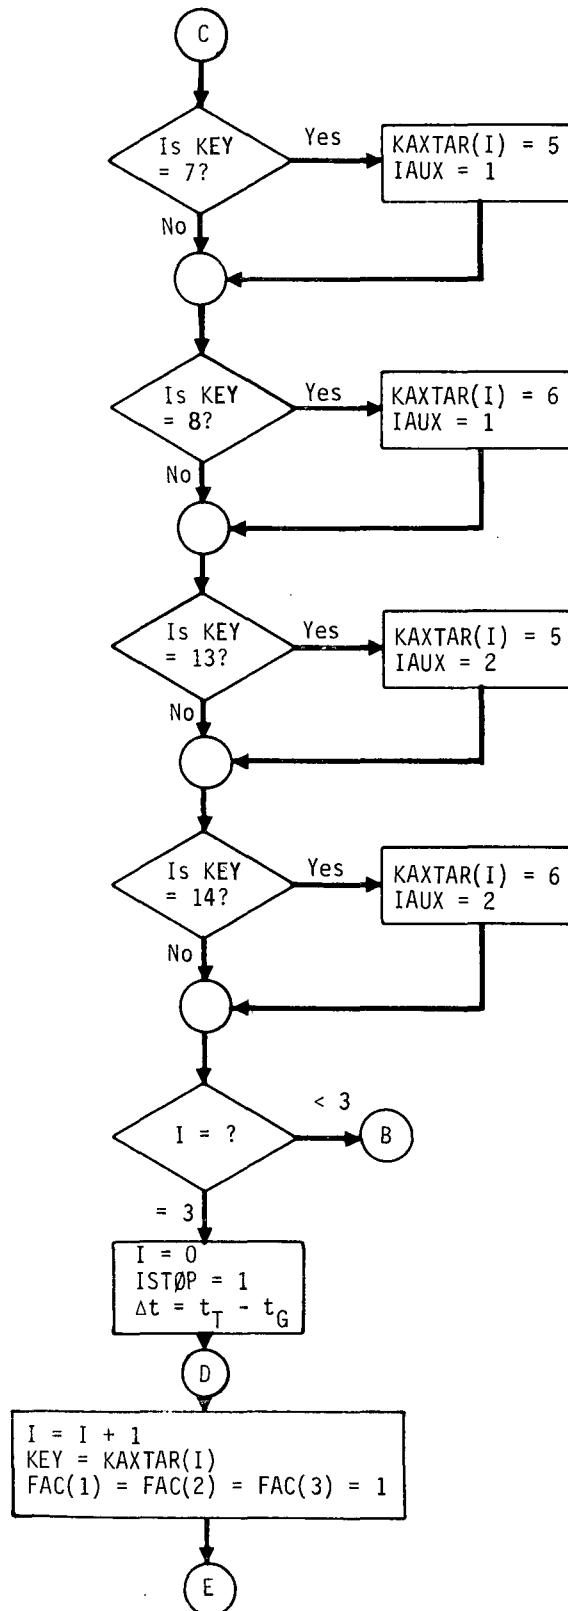 C
Is KEY
= 7?
Yes
KAXTAR(I) = 5
IAUX = 1
No
Is KEY
= 8?
Yes
KAXTAR(I) = 6
IAUX = 1
No
Is KEY
= 13?
Yes
KAXTAR(I) = 5
IAUX = 2
No
Is KEY
= 14?
Yes
KAXTAR(I) = 6
IAUX = 2
No
I = ?
< 3
B
= 3
I = 0
ISTØP = 1
Δt = t_T - t_G
D
I = I + 1
KEY = KAXTAR(I)
FAC(1) = FAC(2) = FAC(3) = 1
E